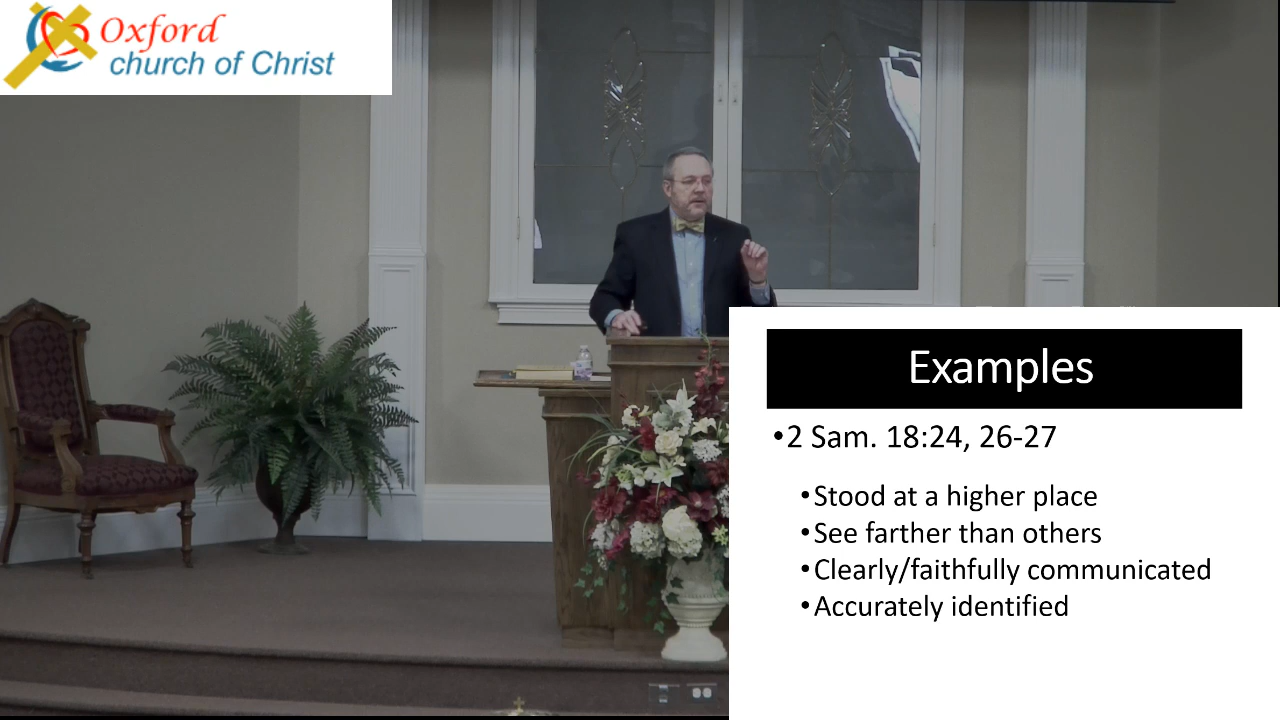 Oxford
church of Christ
Examples
•2 Sam. 18:24, 26-27
•Stood at a higher place
•See farther than others
•Clearly/faithfully communicated
•Accurately identified